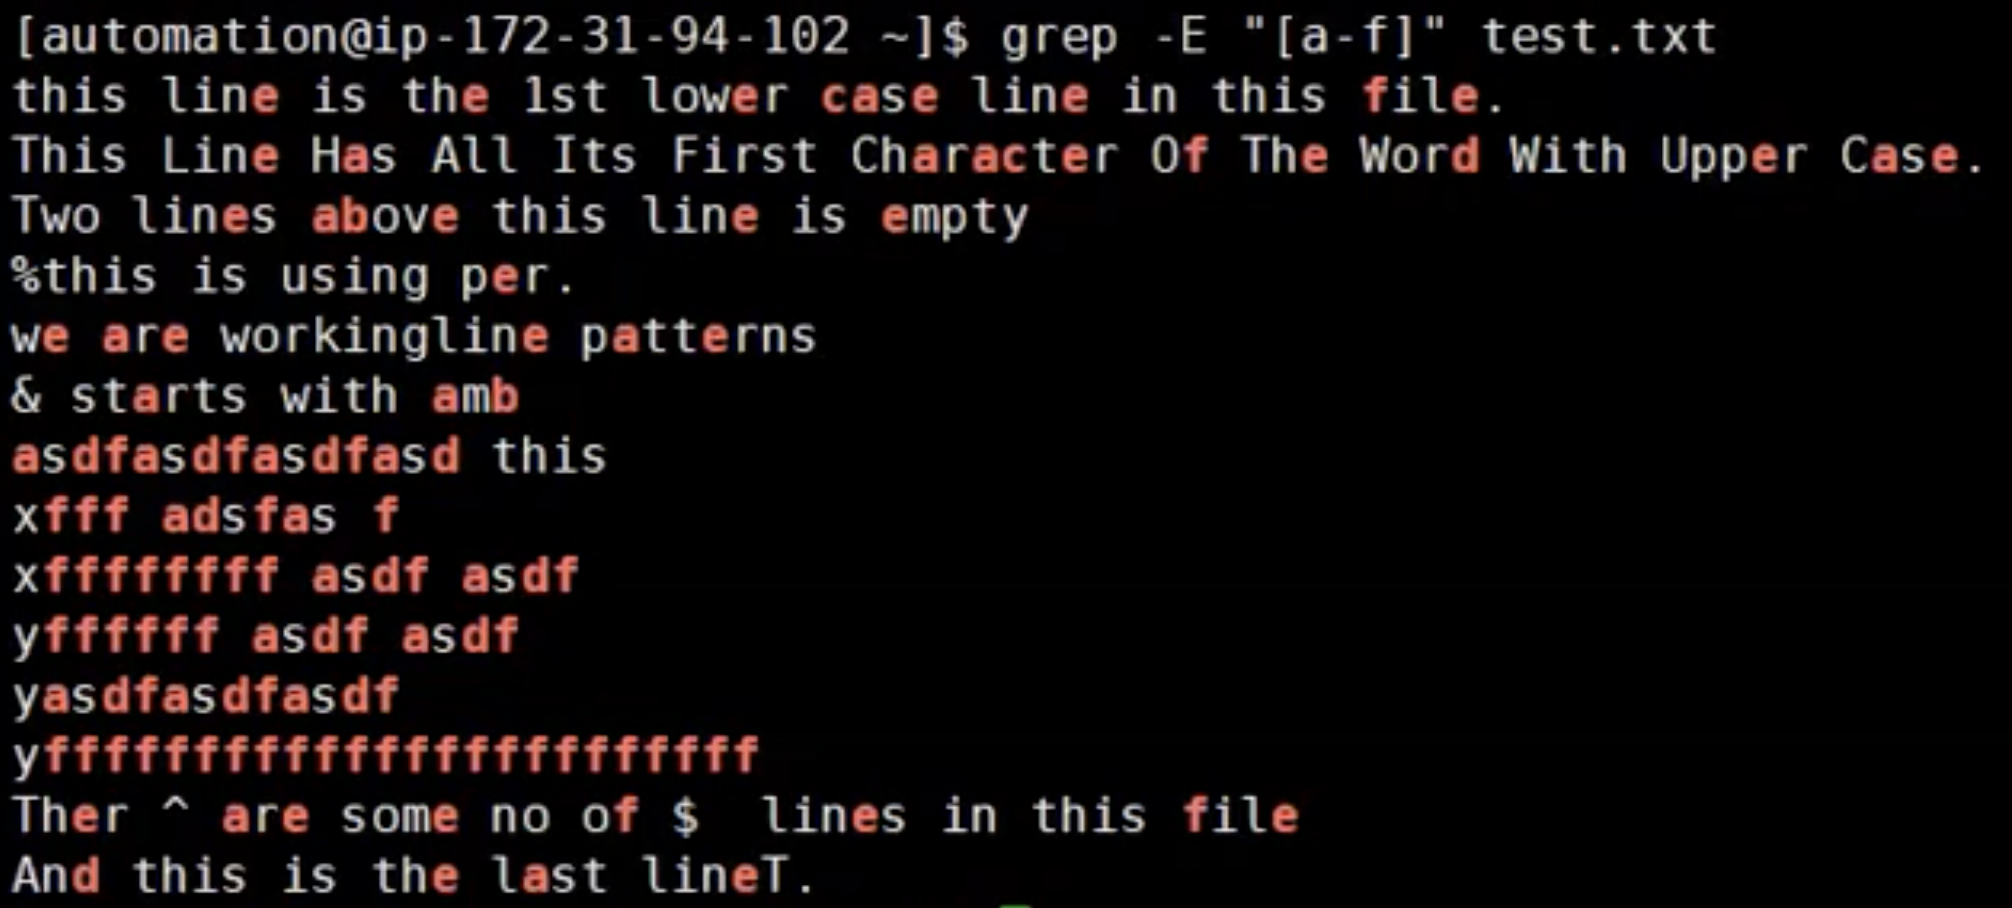 [automation@ip-172-31-94-102 ~]$ grep -E "[a-f]" test.txt
this line is the 1st lower case line in this file.
This Line Has All Its First Character Of The Word With Upper Case.
Two lines above this line is empty
%this is using per.
we are workingline patterns
& starts with amb
asdfasdfasdfasd this
xfff adsfas f
xffffffff asdf asdf
yffffff asdf asdf
yasdfasdfasdf
yffffffffffffffffffffffff
Ther ^ are some no of $  lines in this file
And this is the last lineT.